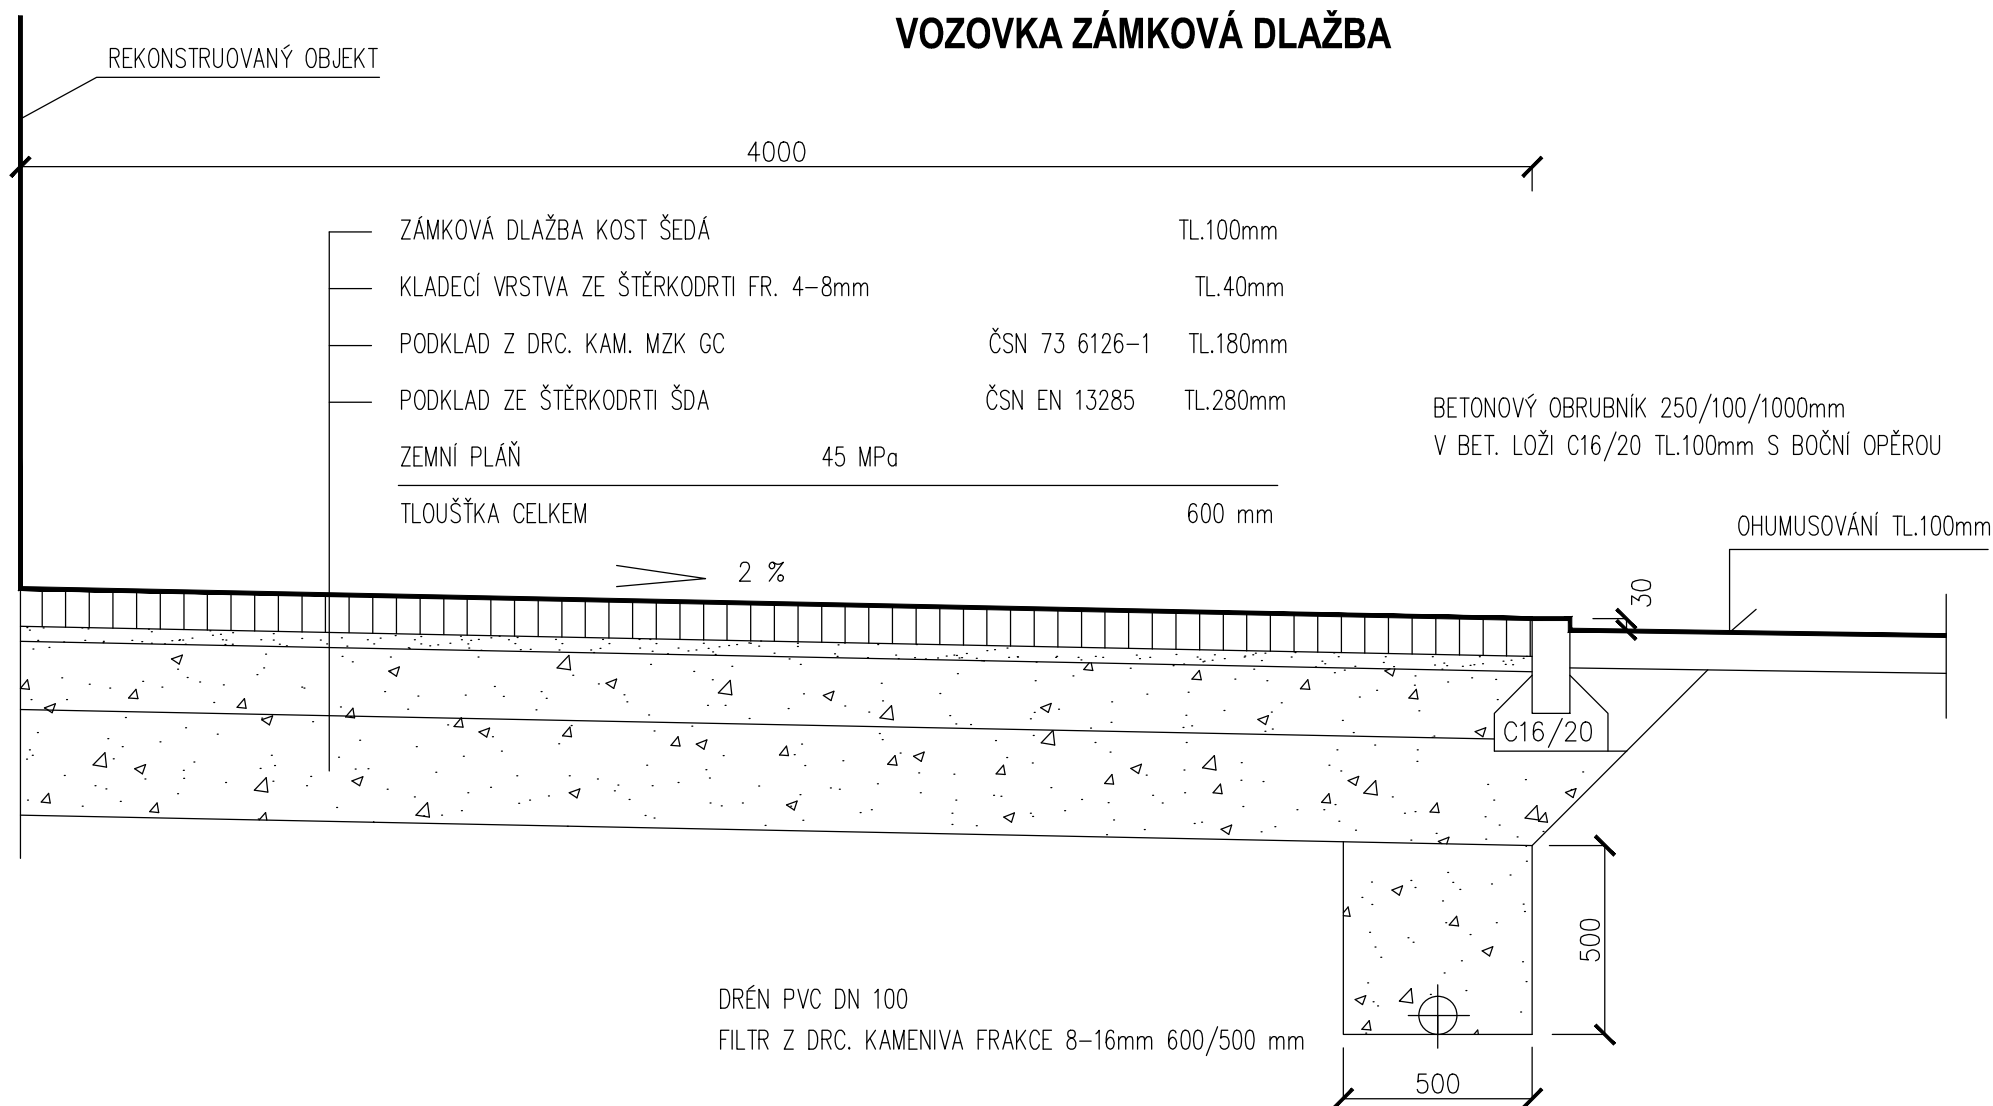 VOZOVKA ZÁMKOVÁ DLAŽBA
REKONSTRUOVANÝ OBJEKT
4000
ZÁMKOVÁ DLAŽBA KOST ŠEDÁ TL.100mm
KLADECÍ VRSTVA ZE ŠTĚRKODRTI FR. 4-8mm TL.40mm
PODKLAD Z DRC. KAM. MZK GC ČSN 73 6126-1 TL.180mm
PODKLAD ZE ŠTĚRKODRTI ŠDA ČSN EN 13285 TL.280mm
ZEMNÍ PLÁŇ 45 MPa
TLOUŠŤKA CELKEM 600 mm
BETONOVÝ OBRUBNÍK 250/100/1000mm
V BET. LOŽI C16/20 TL.100mm S BOČNÍ OPĚROU
OHUMUSOVÁNÍ TL.100mm
2 %
30
C16/20
500
DRÉN PVC DN 100
FILTR Z DRC. KAMENIVA FRAKCE 8-16mm 600/500 mm
500